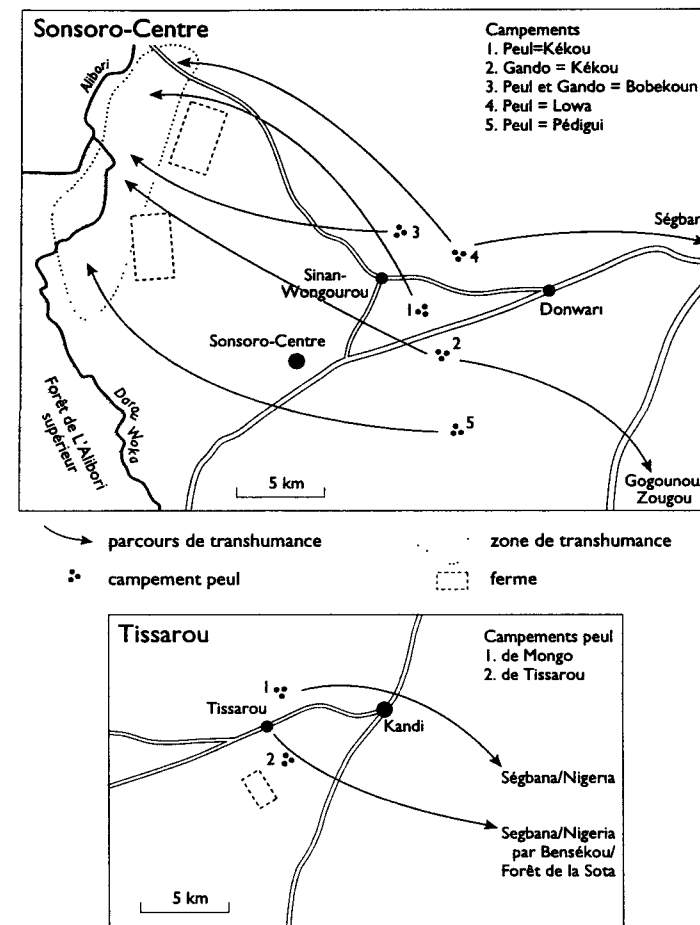 Sonsoro-Centre
Campements
1. Peul=Kékou
2. Gando = Kékou
3. Peul et Gando = Bobekoun
4. Peul = Lowa
5. Peul = Pédigui
Alibori
3
4
Ségban
Sinan-
Wongourou
1
Donwari
Sonsoro-Centre
2
5
Forêt de L'Alibori
supérieur
Woka
5 km
Gogounou
Zougou
parcours de transhumance
zone de transhumance
campement peul
ferme
Tissarou
Campements peul
1. de Mongo
2. de Tissarou
1
Tissarou
Kandi
2
Ségbana/Nigeria
Segbana/Nigeria
par Bensékou/
Forêt de la Sota
5 km